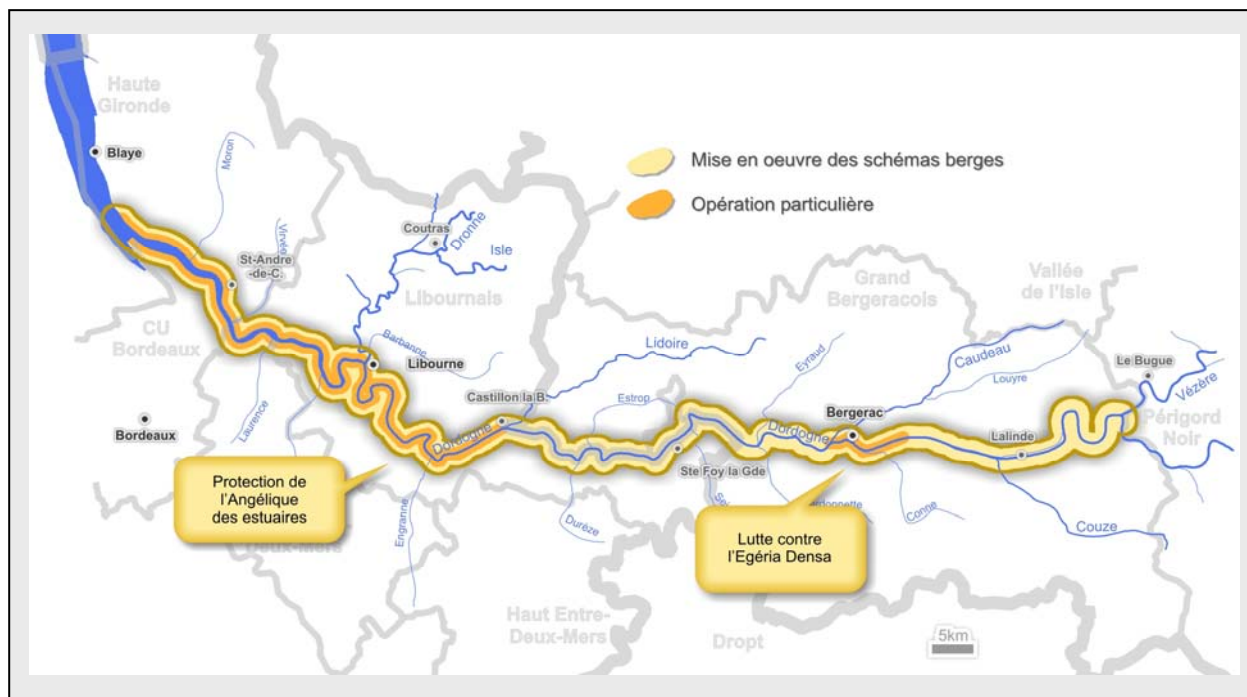 Haute
Gironde
Blaye
Moron
Mise en oeuvre des schémas berges
Opération particulière
Virvée
Coutras
Dronne
Isle
St-Andre
-de-C.
Libournais
Grand
Bergeracois
Vallée
de l'Isle
CU
Bordeaux
Barbanne
Libourne
Lidoire
Eyraud
Caudeau
Louyre
Le Bugue
Vézère
Castillon la B.
Estrop
Bergerac
Périgord
Noir
Bordeaux
Laurence
Dordogne
Dordogne
Lalinde
Ste Foy la Gde
Protection de
l'Angélique
des estuaires
Engranne
Durèze
Conne
Couze
Lutte contre
l'Egéria Densa
Deux-Mers
Haut Entre-
Deux-Mers
Dropt
5km